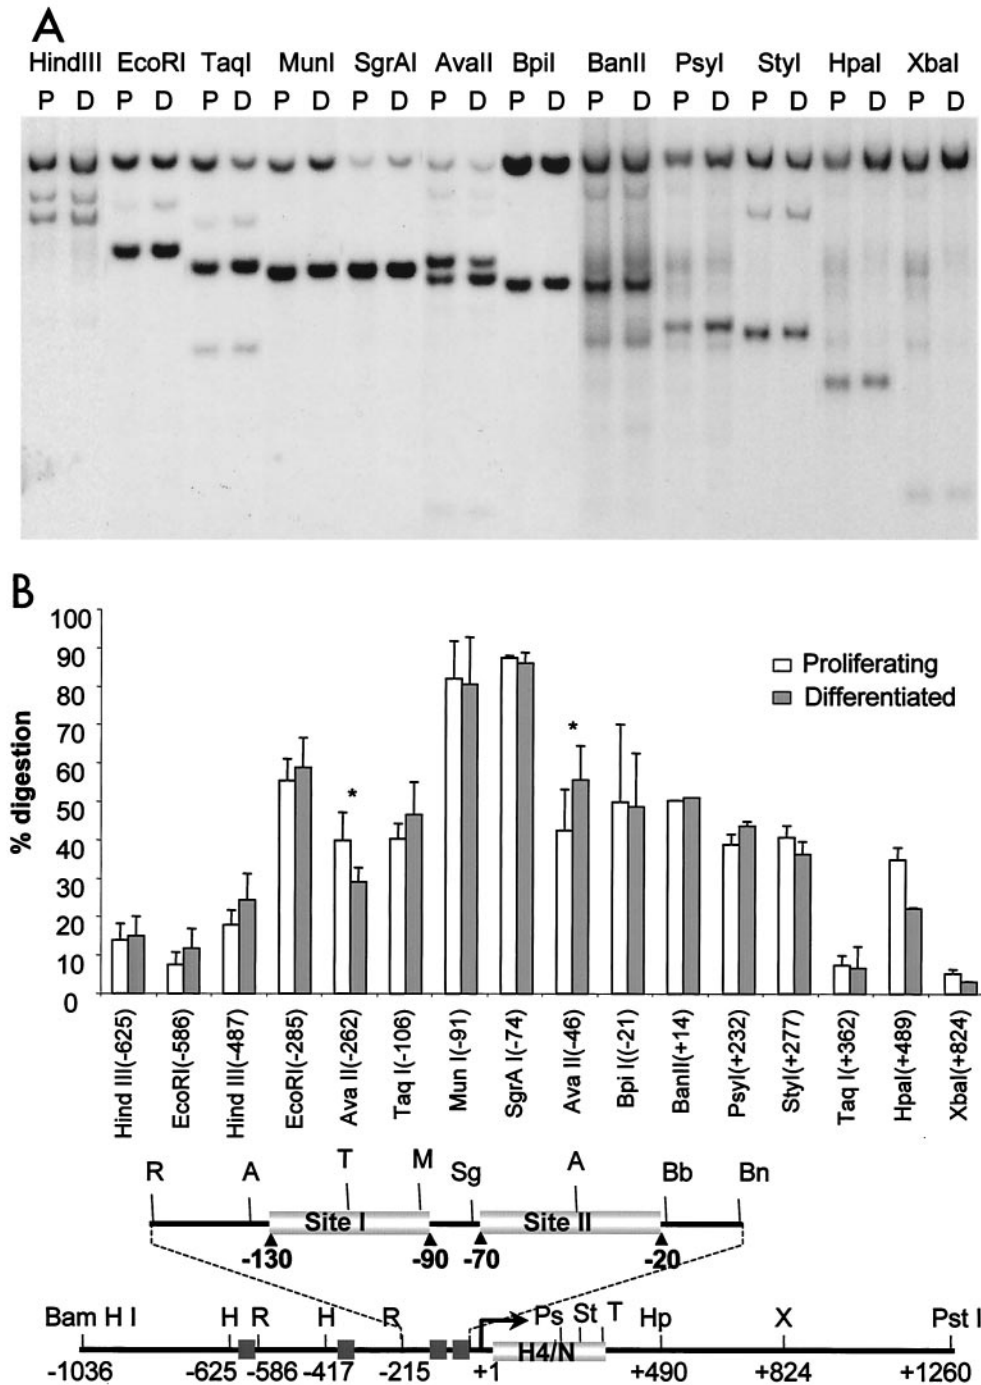 A
HindIII EcoRI TaqI MunI SgrAI AvaII BpiI BanII PsyI StyI HpaI XbaI
P D P D P D P D P D P D P D P D P D P D P D P D
B
100
90
80
70
60
50
40
30
20
10
0
% digestion
Proliferating
Differentiated
*
*
Hind III(-625)
EcoRI(-586)
Hind III(-487)
EcoRI(-285)
Ava II(-262)
Taq I(-106)
Mun I(-91)
SgrA I(-74)
Ava II(-46)
Bpi I((-21)
BanII(+14)
PsyI(+232)
StyI(+277)
Taq I(+362)
HpaI(+489)
XbaI(+824)
R A T M Sg A Bb Bn
Site I Site II
-130 -90 -70 -20
Bam H I H R H R Ps St T Hp X Pst I
H4/N
-1036 -625 -586 -417 -215 +1 +490 +824 +1260